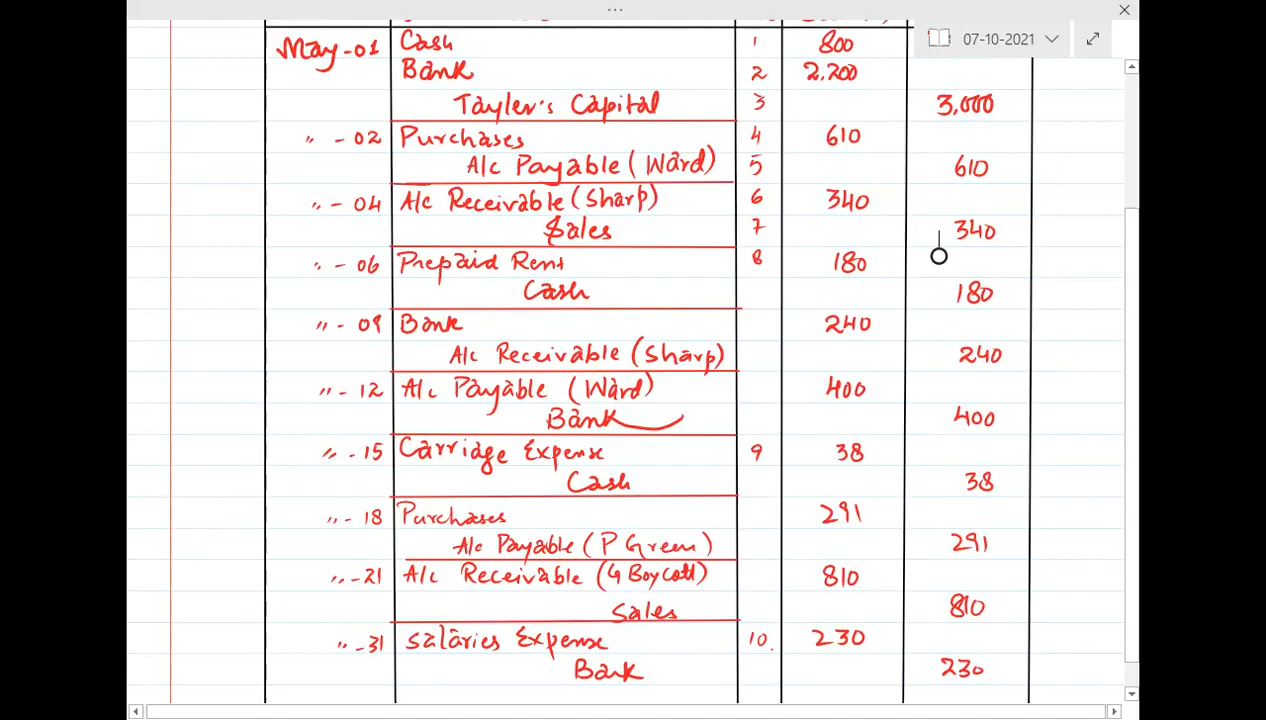 07-10-2021
May-01 Cash 1 800
Bank 2 2,200
Tayler's Capital 3 3,000
" - 02 Purchases 4 610
A/c Payable (Ward) 5 610
" - 04 A/c Receivable (Sharp) 6 340
Sales 7 340
" - 06 Prepaid Rent 8 180
Cash 180
" - 09 Bank 240
A/c Receivable (Sharp) 240
" - 12 A/c Payable (Ward) 400
Bank 400
" - 15 Carriage Expense 9 38
Cash 38
" - 18 Purchases 291
A/c Payable (P Green) 291
" - 21 A/c Receivable (G Boycott) 810
Sales 810
" - 31 Salaries Expense 10. 230
Bank 230